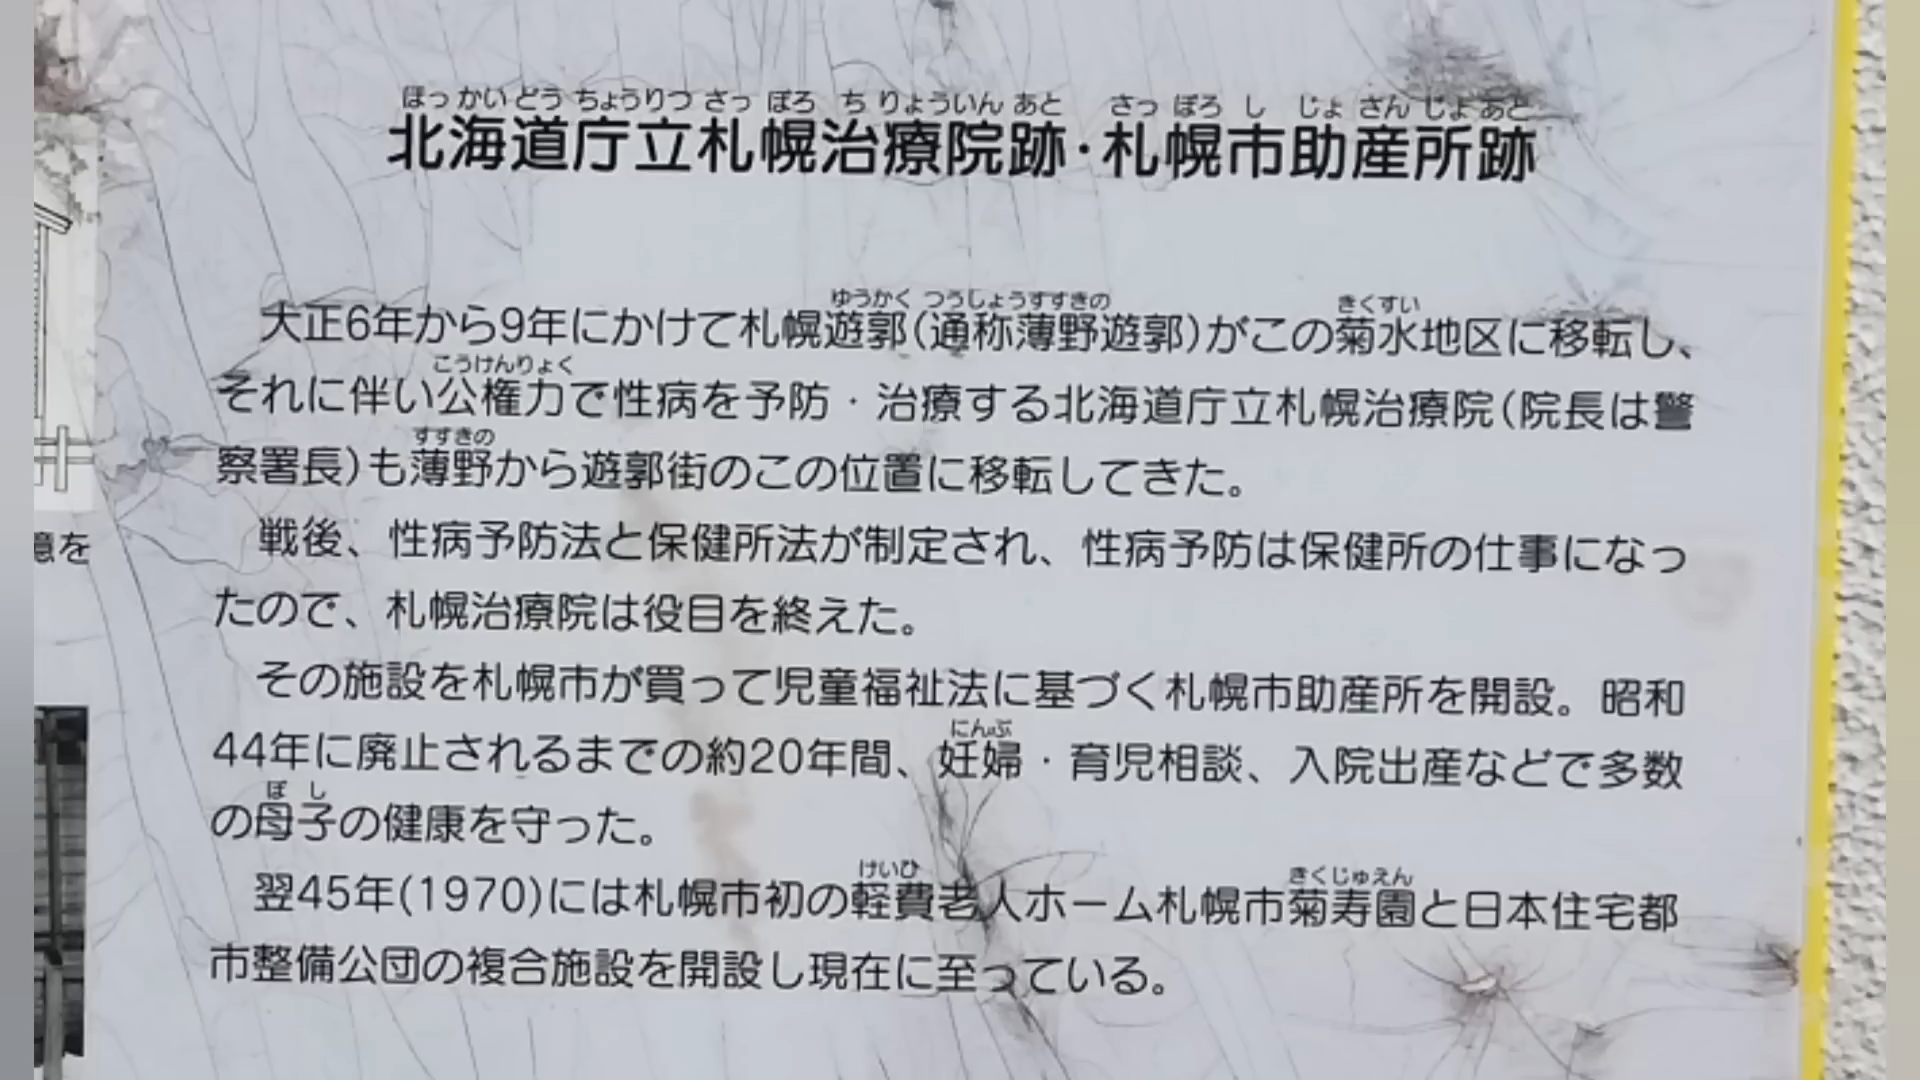 ほっかいどうちょうりつさっぽろちりょういんあと さっぽろしじょさんじょあと
北海道庁立札幌治療院跡・札幌市助産所跡
ゆうかく つうしょうすすきの きくすい
大正6年から9年にかけて札幌遊郭(通称薄野遊郭)がこの菊水地区に移転し、
こうけんりょく
それに伴い公権力で性病を予防・治療する北海道庁立札幌治療院(院長は警
すすきの
察署長)も薄野から遊郭街のこの位置に移転してきた。
戦後、性病予防法と保健所法が制定され、性病予防は保健所の仕事になっ
たので、札幌治療院は役目を終えた。
その施設を札幌市が買って児童福祉法に基づく札幌市助産所を開設。昭和
にんぷ
44年に廃止されるまでの約20年間、妊婦・育児相談、入院出産などで多数
ぼし
の母子の健康を守った。
けいひ きくじゅえん
翌45年(1970)には札幌市初の軽費老人ホーム札幌市菊寿園と日本住宅都
市整備公団の複合施設を開設し現在に至っている。
を